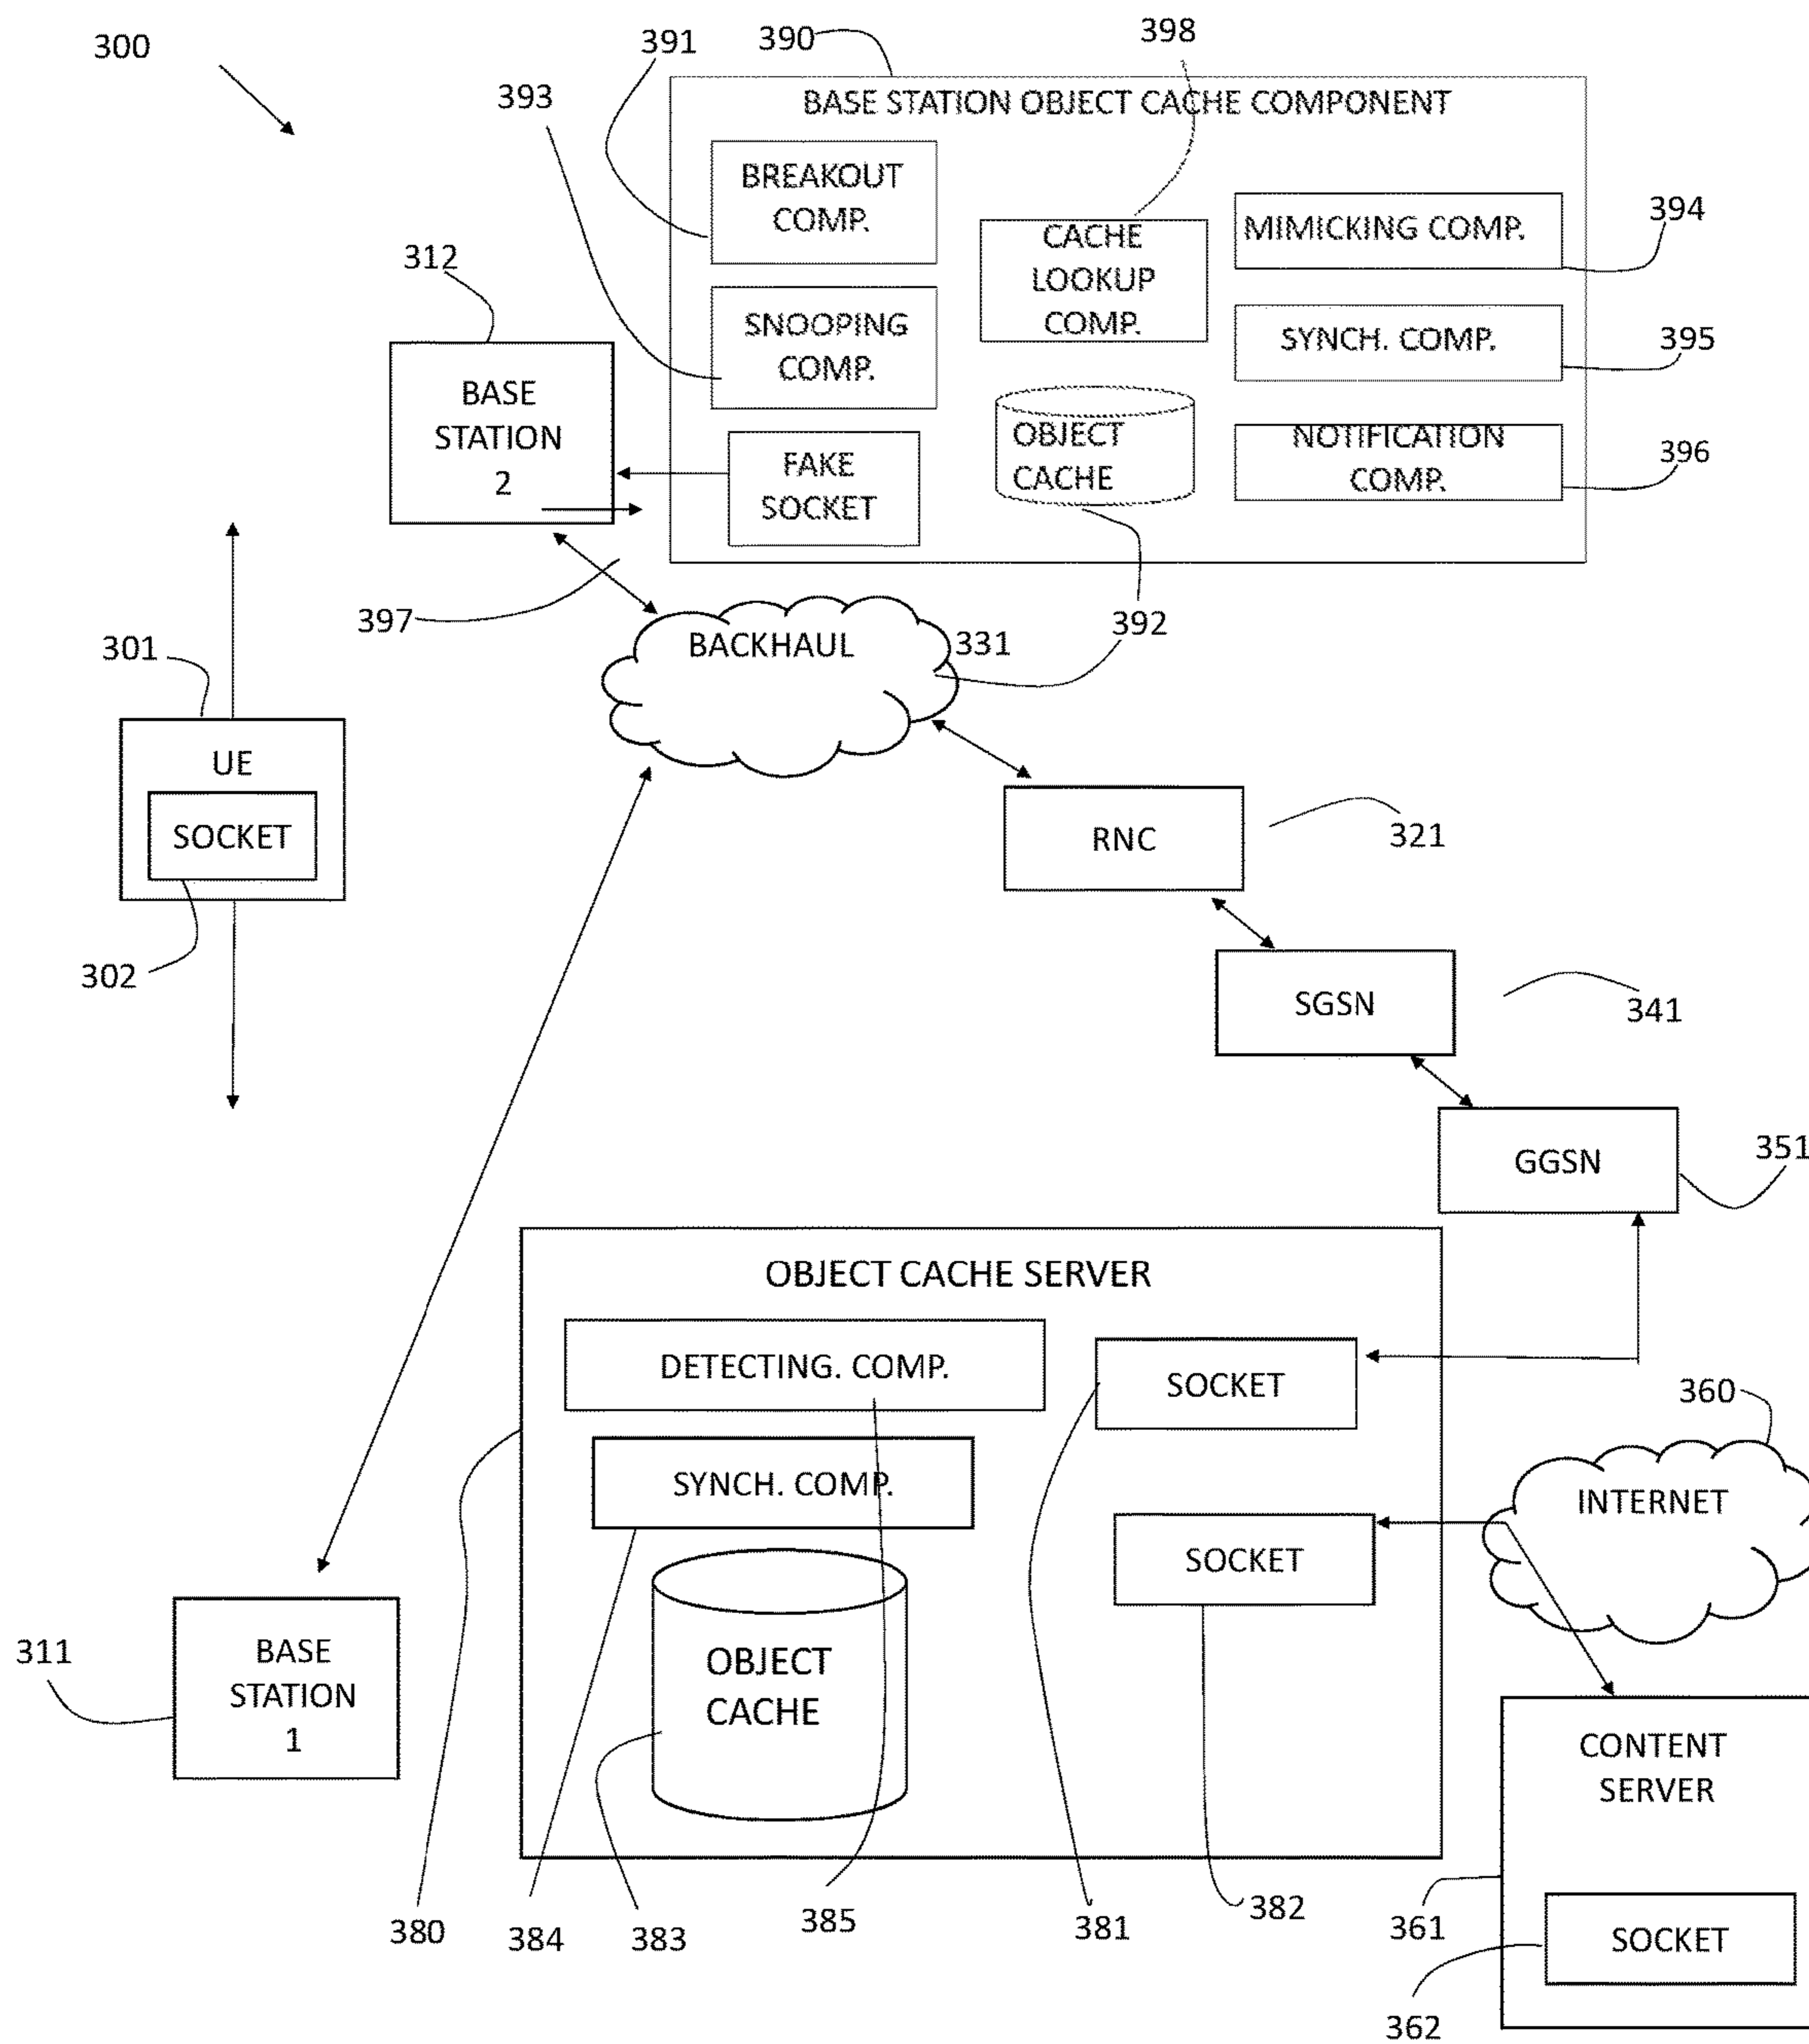 300
391
390
398
393
BASE STATION OBJECT CACHE COMPONENT
BREAKOUT
COMP.
CACHE
LOOKUP
COMP.
MIMICKING COMP.
394
312
SNOOPING
COMP.
SYNCH. COMP.
395
BASE
STATION
2
FAKE
SOCKET
OBJECT
CACHE
NOTIFICATION
COMP.
396
397
392
301
BACKHAUL
331
UE
SOCKET
302
RNC
321
SGSN
341
GGSN
351
OBJECT CACHE SERVER
DETECTING. COMP.
SOCKET
SYNCH. COMP.
SOCKET
360
INTERNET
311
BASE
STATION
1
OBJECT
CACHE
CONTENT
SERVER
SOCKET
380
384
383
385
381
382
361
362